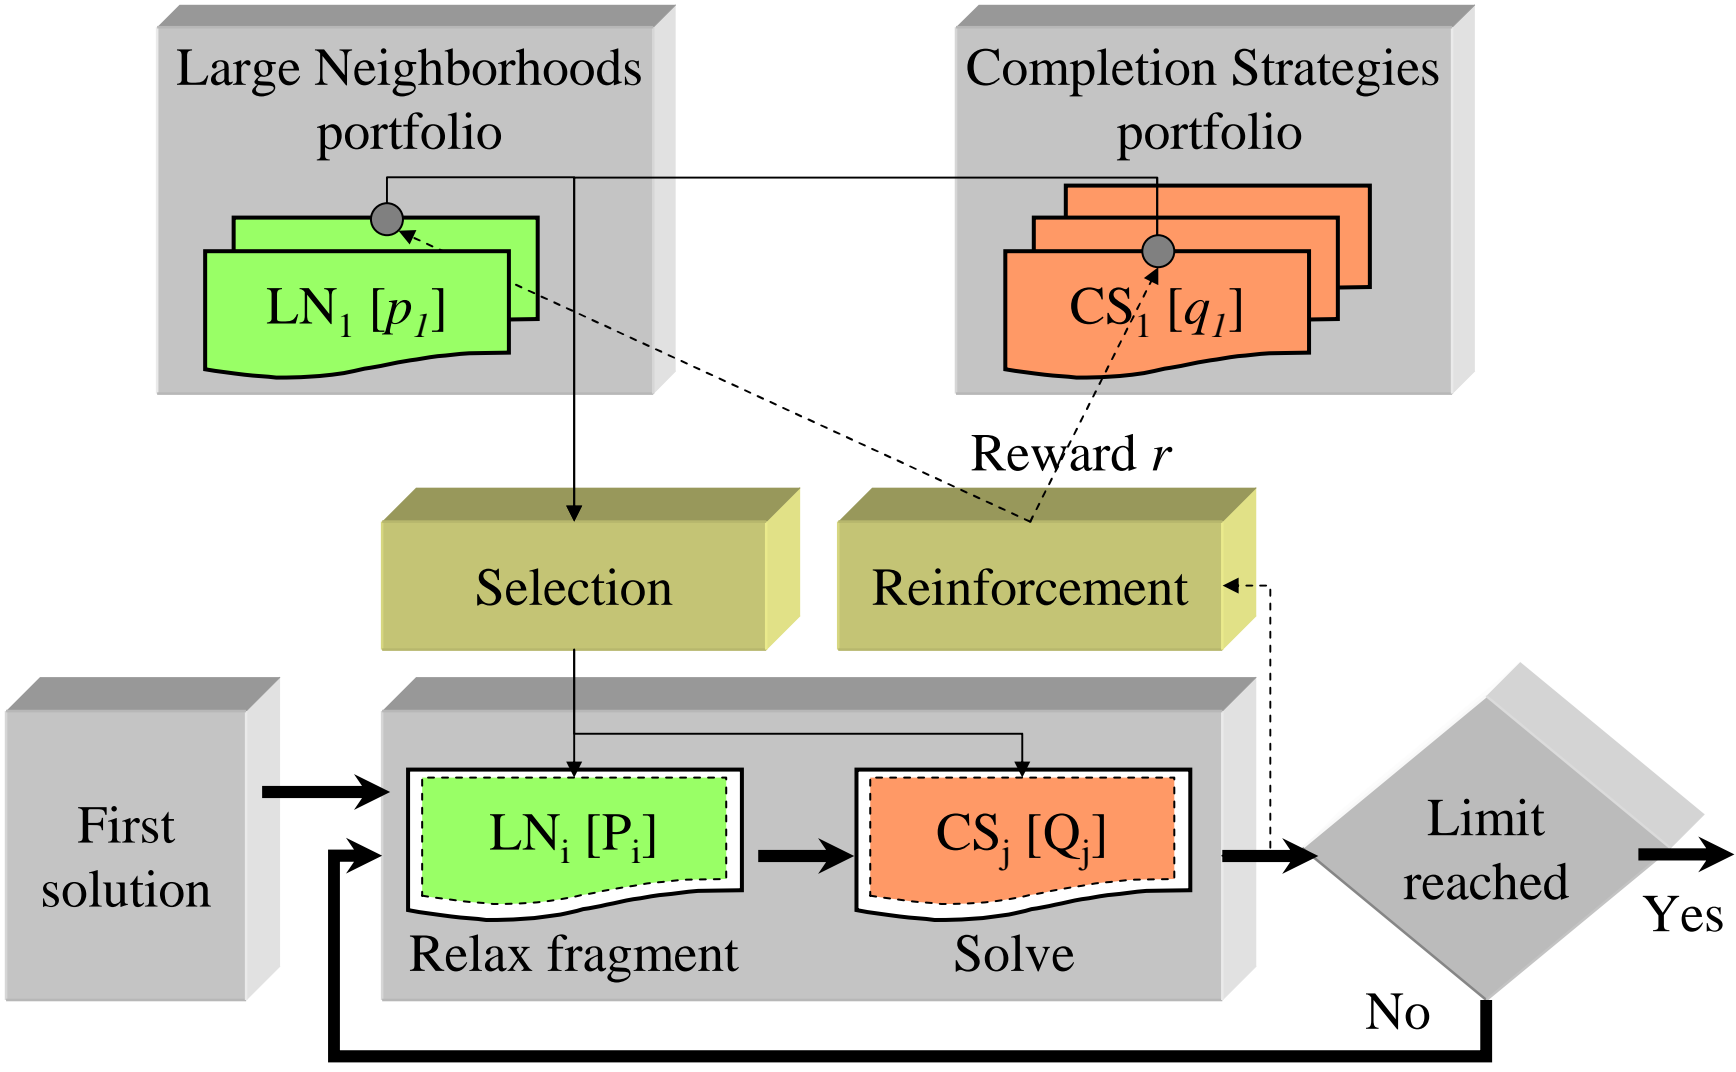 Large Neighborhoods
portfolio
Completion Strategies
portfolio
LN₁ [p₁]
CS₁ [q₁]
Reward r
Selection
Reinforcement
First
solution
LNᵢ [Pᵢ]
CSⱼ [Qⱼ]
Relax fragment
Solve
Limit
reached
Yes
No